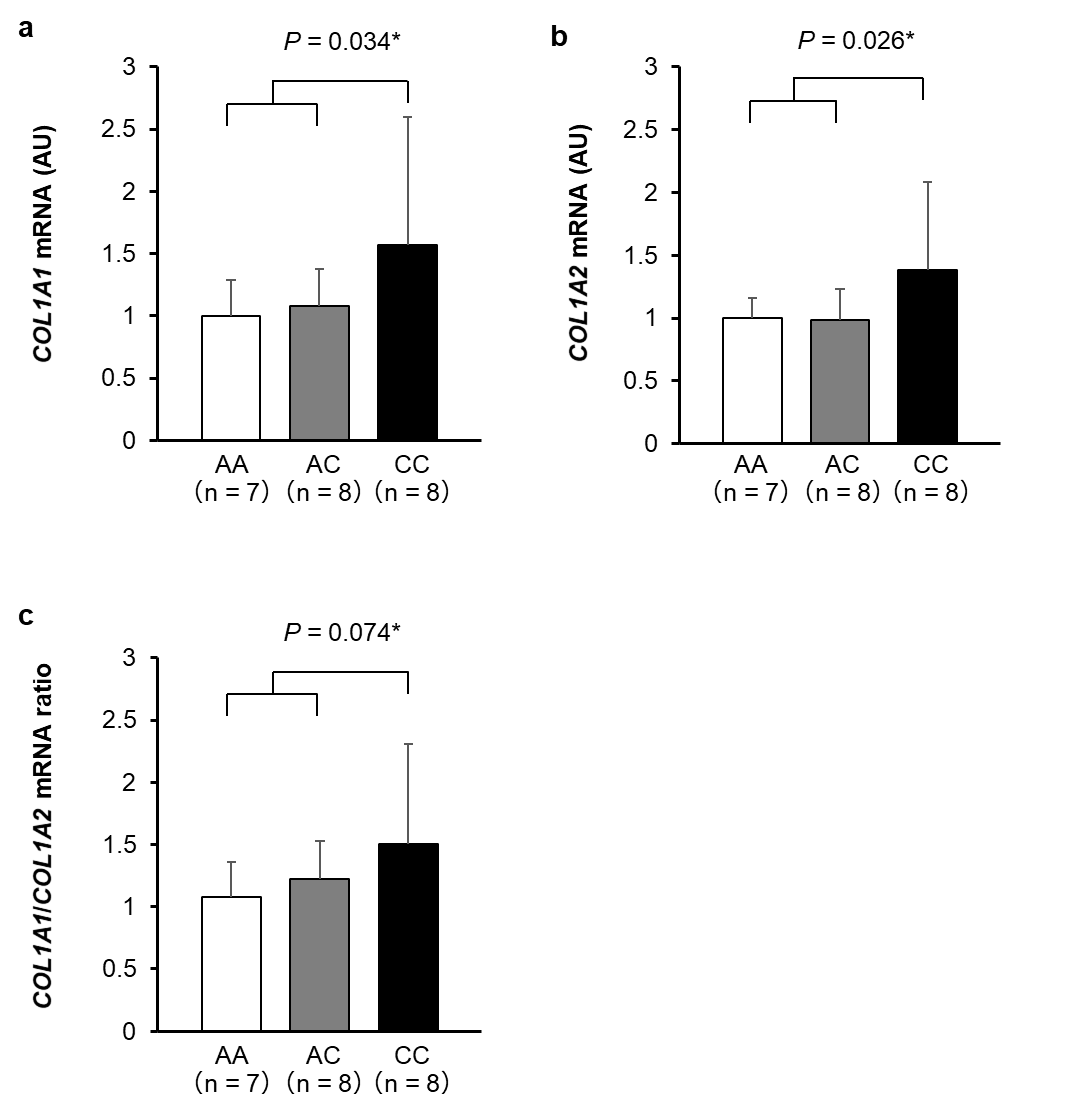 a
P = 0.034*
COL1A1 mRNA (AU)
3
2.5
2
1.5
1
0.5
0
AA AC CC
(n = 7) (n = 8) (n = 8)
b
P = 0.026*
COL1A2 mRNA (AU)
3
2.5
2
1.5
1
0.5
0
AA AC CC
(n = 7) (n = 8) (n = 8)
c
P = 0.074*
COL1A1/COL1A2 mRNA ratio
3
2.5
2
1.5
1
0.5
0
AA AC CC
(n = 7) (n = 8) (n = 8)